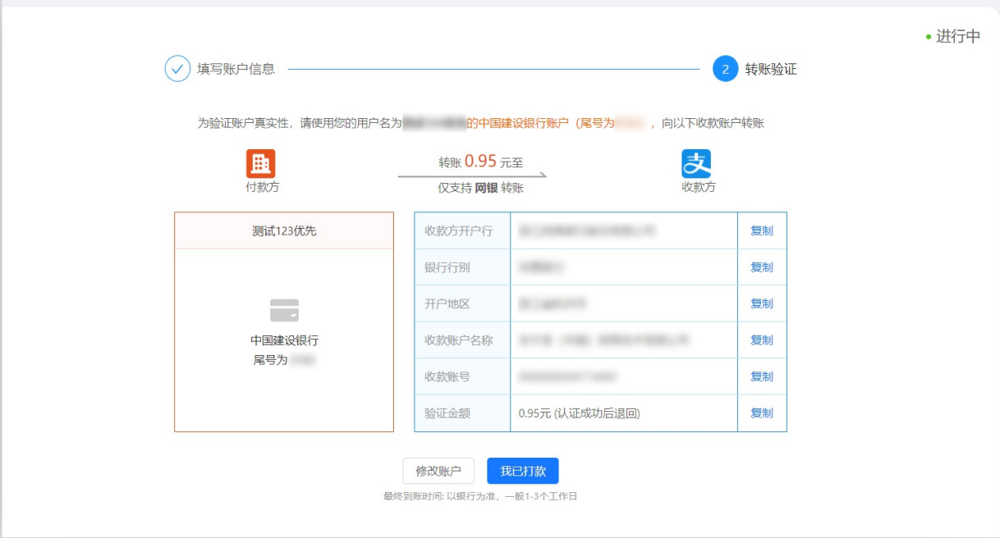 进行中
填写账户信息
2 转账验证
为验证账户真实性，请使用您的用户名为的中国建设银行账户（尾号为，向以下收款账户转账
转账 0.95 元至
支
付款方
仅支持 网银 转账
收款方
测试123优先
收款方开户行 复制
银行行别 复制
开户地区 复制
中国建设银行
收款账户名称 复制
尾号为
收款账号 复制
验证金额 0.95元 (认证成功后退回) 复制
修改账户 我已打款
最终到账时间: 以银行为准，一般1-3个工作日